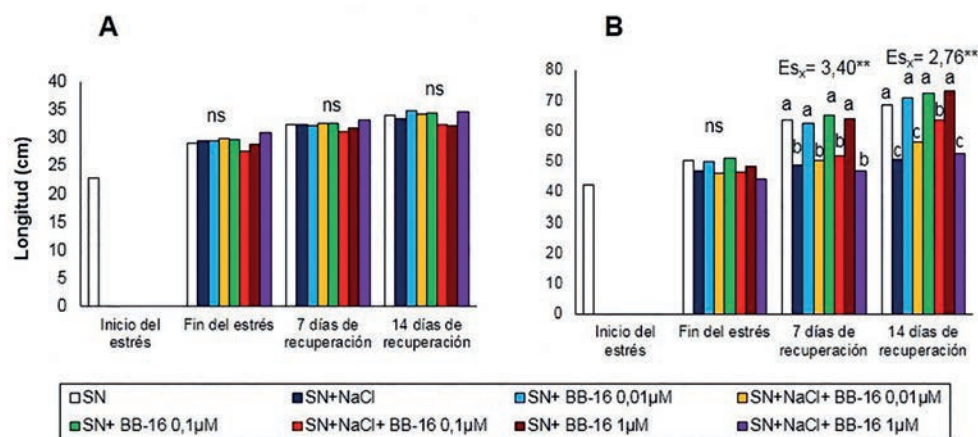 A
B
Longitud (cm)
40
35
30
25
20
15
10
5
0
ns
ns
ns
Inicio del estrés
Fin del estrés
7 días de recuperación
14 días de recuperación
80
70
60
50
40
30
20
10
0
ns
Esx= 3,40**
a a a a
b b b b
Esx= 2,76**
a a a a
c c b c
Inicio del estrés
Fin del estrés
7 días de recuperación
14 días de recuperación
SN
SN+NaCl
SN+ BB-16 0,01µM
SN+NaCl+ BB-16 0,01µM
SN+ BB-16 0,1µM
SN+NaCl+ BB-16 0,1µM
SN+ BB-16 1µM
SN+NaCl+ BB-16 1µM